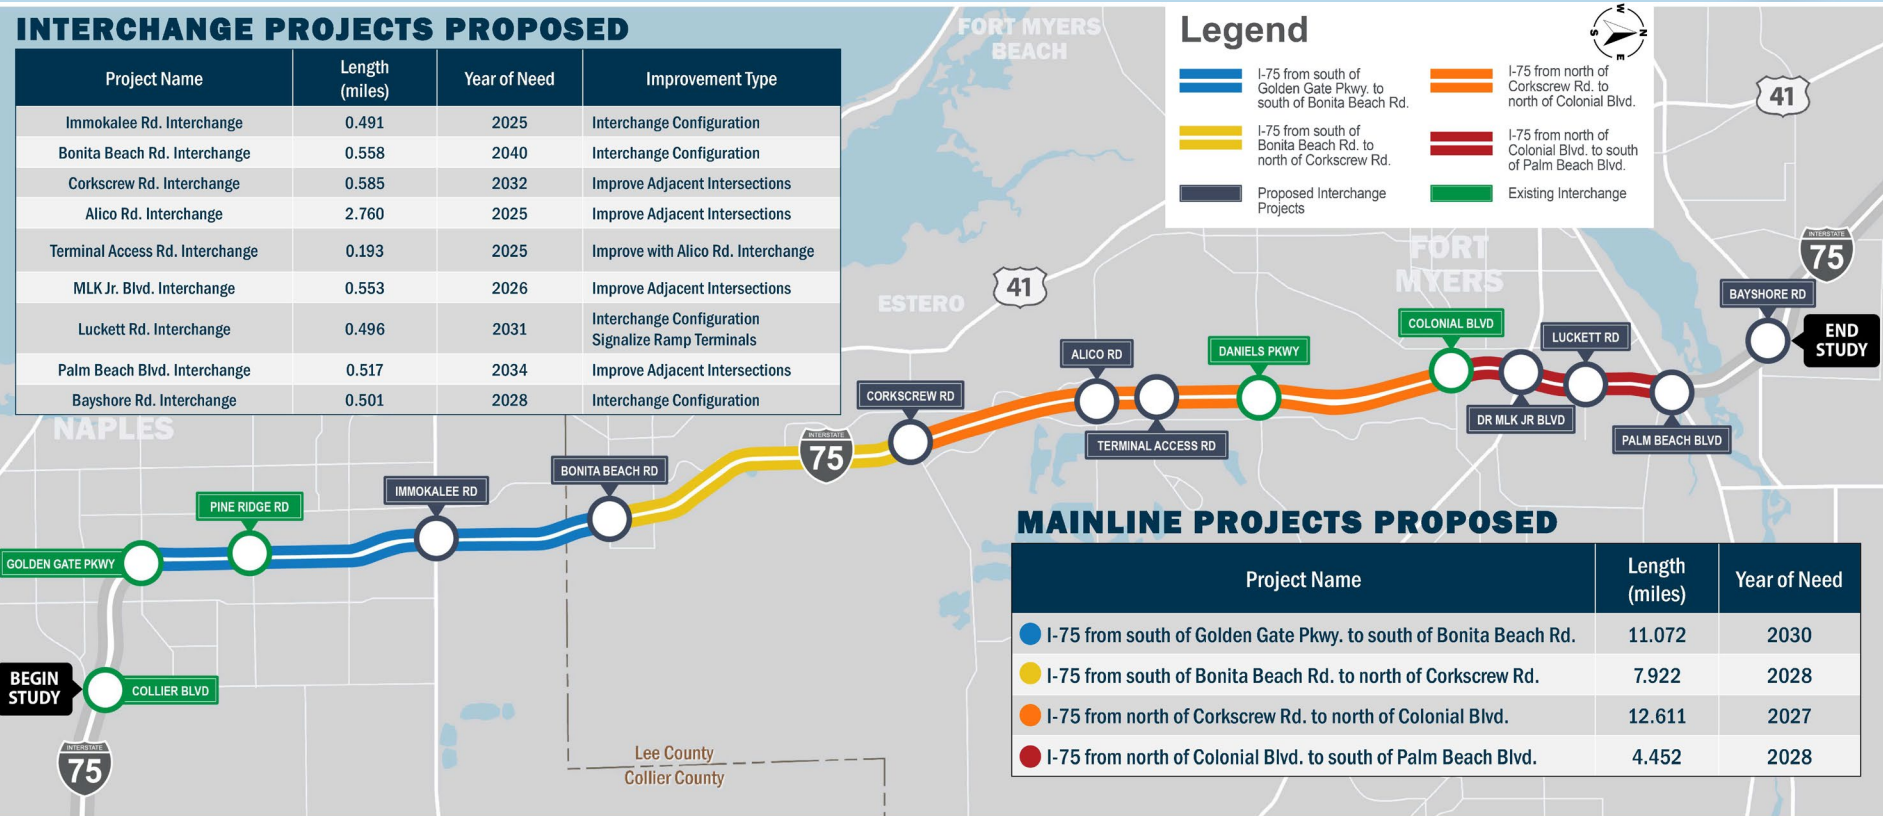 INTERCHANGE PROJECTS PROPOSED
Project Name Length (miles) Year of Need Improvement Type
Immokalee Rd. Interchange 0.491 2025 Interchange Configuration
Bonita Beach Rd. Interchange 0.558 2040 Interchange Configuration
Corkscrew Rd. Interchange 0.585 2032 Improve Adjacent Intersections
Alico Rd. Interchange 2.760 2025 Improve Adjacent Intersections
Terminal Access Rd. Interchange 0.193 2025 Improve with Alico Rd. Interchange
MLK Jr. Blvd. Interchange 0.553 2026 Improve Adjacent Intersections
Luckett Rd. Interchange 0.496 2031 Interchange Configuration
Signalize Ramp Terminals
Palm Beach Blvd. Interchange 0.517 2034 Improve Adjacent Intersections
Bayshore Rd. Interchange 0.501 2028 Interchange Configuration
FORT MYERS
BEACH
Legend
W
N
S
E
I-75 from south of
Golden Gate Pkwy. to
south of Bonita Beach Rd.
I-75 from north of
Corkscrew Rd. to
north of Colonial Blvd.
I-75 from south of
Bonita Beach Rd. to
north of Corkscrew Rd.
I-75 from north of
Colonial Blvd. to south
of Palm Beach Blvd.
Proposed Interchange
Projects
Existing Interchange
41
INTERSTATE
75
FORT
MYERS
ESTERO
41
BAYSHORE RD
END
STUDY
COLONIAL BLVD
LUCKETT RD
DANIELS PKWY
ALICO RD
CORKSCREW RD
DR MLK JR BLVD
PALM BEACH BLVD
TERMINAL ACCESS RD
INTERSTATE
75
NAPLES
BONITA BEACH RD
IMMOKALEE RD
PINE RIDGE RD
GOLDEN GATE PKWY
BEGIN
STUDY
COLLIER BLVD
INTERSTATE
75
Lee County
Collier County
MAINLINE PROJECTS PROPOSED
Project Name Length (miles) Year of Need
I-75 from south of Golden Gate Pkwy. to south of Bonita Beach Rd. 11.072 2030
I-75 from south of Bonita Beach Rd. to north of Corkscrew Rd. 7.922 2028
I-75 from north of Corkscrew Rd. to north of Colonial Blvd. 12.611 2027
I-75 from north of Colonial Blvd. to south of Palm Beach Blvd. 4.452 2028